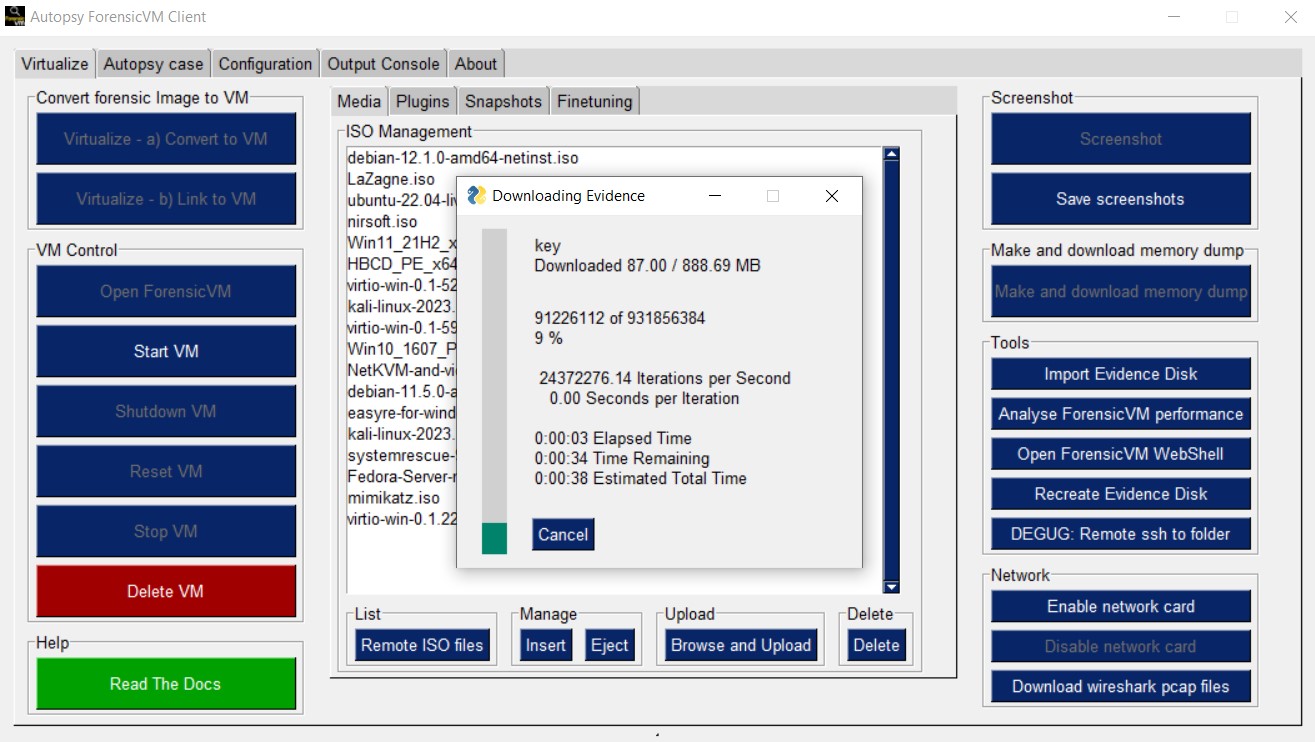 Autopsy ForensicVM Client
Virtualize
Autopsy case
Configuration
Output Console
About
Convert forensic Image to VM
Virtualize - a) Convert to VM
Virtualize - b) Link to VM
VM Control
Open ForensicVM
Start VM
Shutdown VM
Reset VM
Stop VM
Delete VM
Help
Read The Docs
Media
Plugins
Snapshots
Finetuning
ISO Management
debian-12.1.0-amd64-netinst.iso
LaZagne.iso
ubuntu-22.04-liv
nirsoft.iso
Win11_21H2_x
HBCD_PE_x64
virtio-win-0.1-52
kali-linux-2023.
virtio-win-0.1-59
Win10_1607_P
NetKVM-and-vi
debian-11.5.0-a
easyre-for-wind
kali-linux-2023.
systemrescue-
Fedora-Server-
mimikatz.iso
virtio-win-0.1.22
Downloading Evidence
key
Downloaded 87.00 / 888.69 MB
91226112 of 931856384
9 %
24372276.14 Iterations per Second
0.00 Seconds per Iteration
0:00:03 Elapsed Time
0:00:34 Time Remaining
0:00:38 Estimated Total Time
Cancel
List
Remote ISO files
Manage
Insert
Eject
Upload
Browse and Upload
Delete
Delete
Screenshot
Screenshot
Save screenshots
Make and download memory dump
Make and download memory dump
Tools
Import Evidence Disk
Analyse ForensicVM performance
Open ForensicVM WebShell
Recreate Evidence Disk
DEGUG: Remote ssh to folder
Network
Enable network card
Disable network card
Download wireshark pcap files